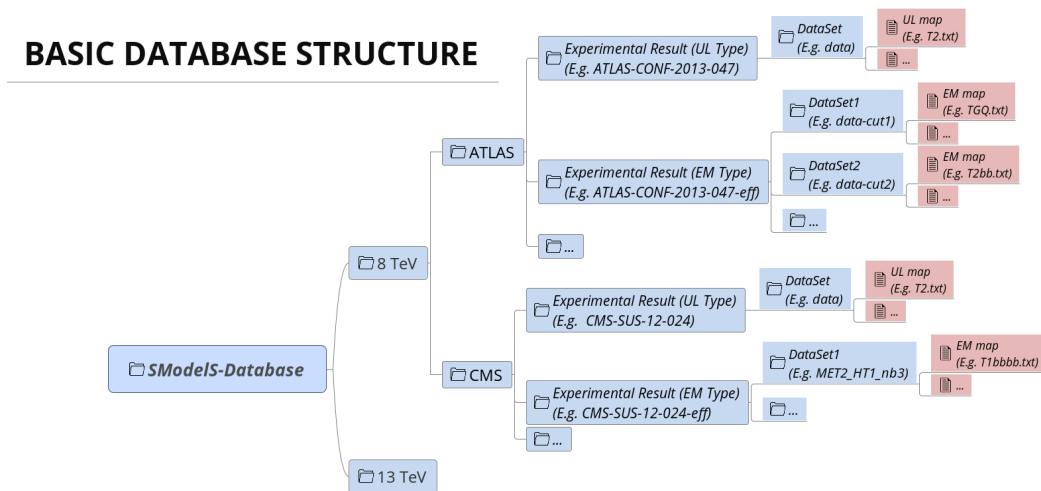 BASIC DATABASE STRUCTURE
Experimental Result (UL Type)
(E.g. ATLAS-CONF-2013-047)
DataSet
(E.g. data)
UL map
(E.g. T2.txt)
...
ATLAS
Experimental Result (EM Type)
(E.g. ATLAS-CONF-2013-047-eff)
DataSet1
(E.g. data-cut1)
EM map
(E.g. TGQ.txt)
...
DataSet2
(E.g. data-cut2)
EM map
(E.g. T2bb.txt)
...
...
...
8 TeV
Experimental Result (UL Type)
(E.g.  CMS-SUS-12-024)
DataSet
(E.g. data)
UL map
(E.g. T2.txt)
...
SModelS-Database
CMS
Experimental Result (EM Type)
(E.g. CMS-SUS-12-024-eff)
DataSet1
(E.g. MET2_HT1_nb3)
EM map
(E.g. T1bbbb.txt)
...
...
...
13 TeV